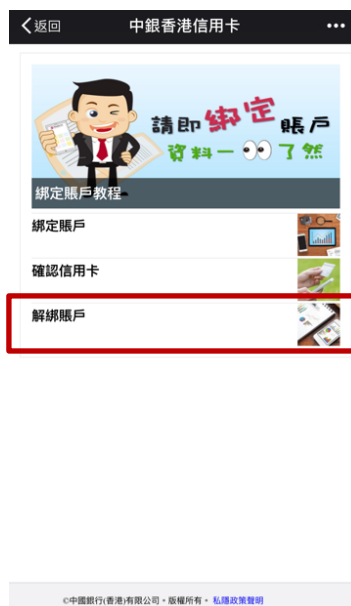 返回
中銀香港信用卡
請即綁定賬戶
資料一 了然
綁定賬戶教程
綁定賬戶
確認信用卡
解綁賬戶
©中國銀行(香港)有限公司。版權所有。 私隱政策聲明